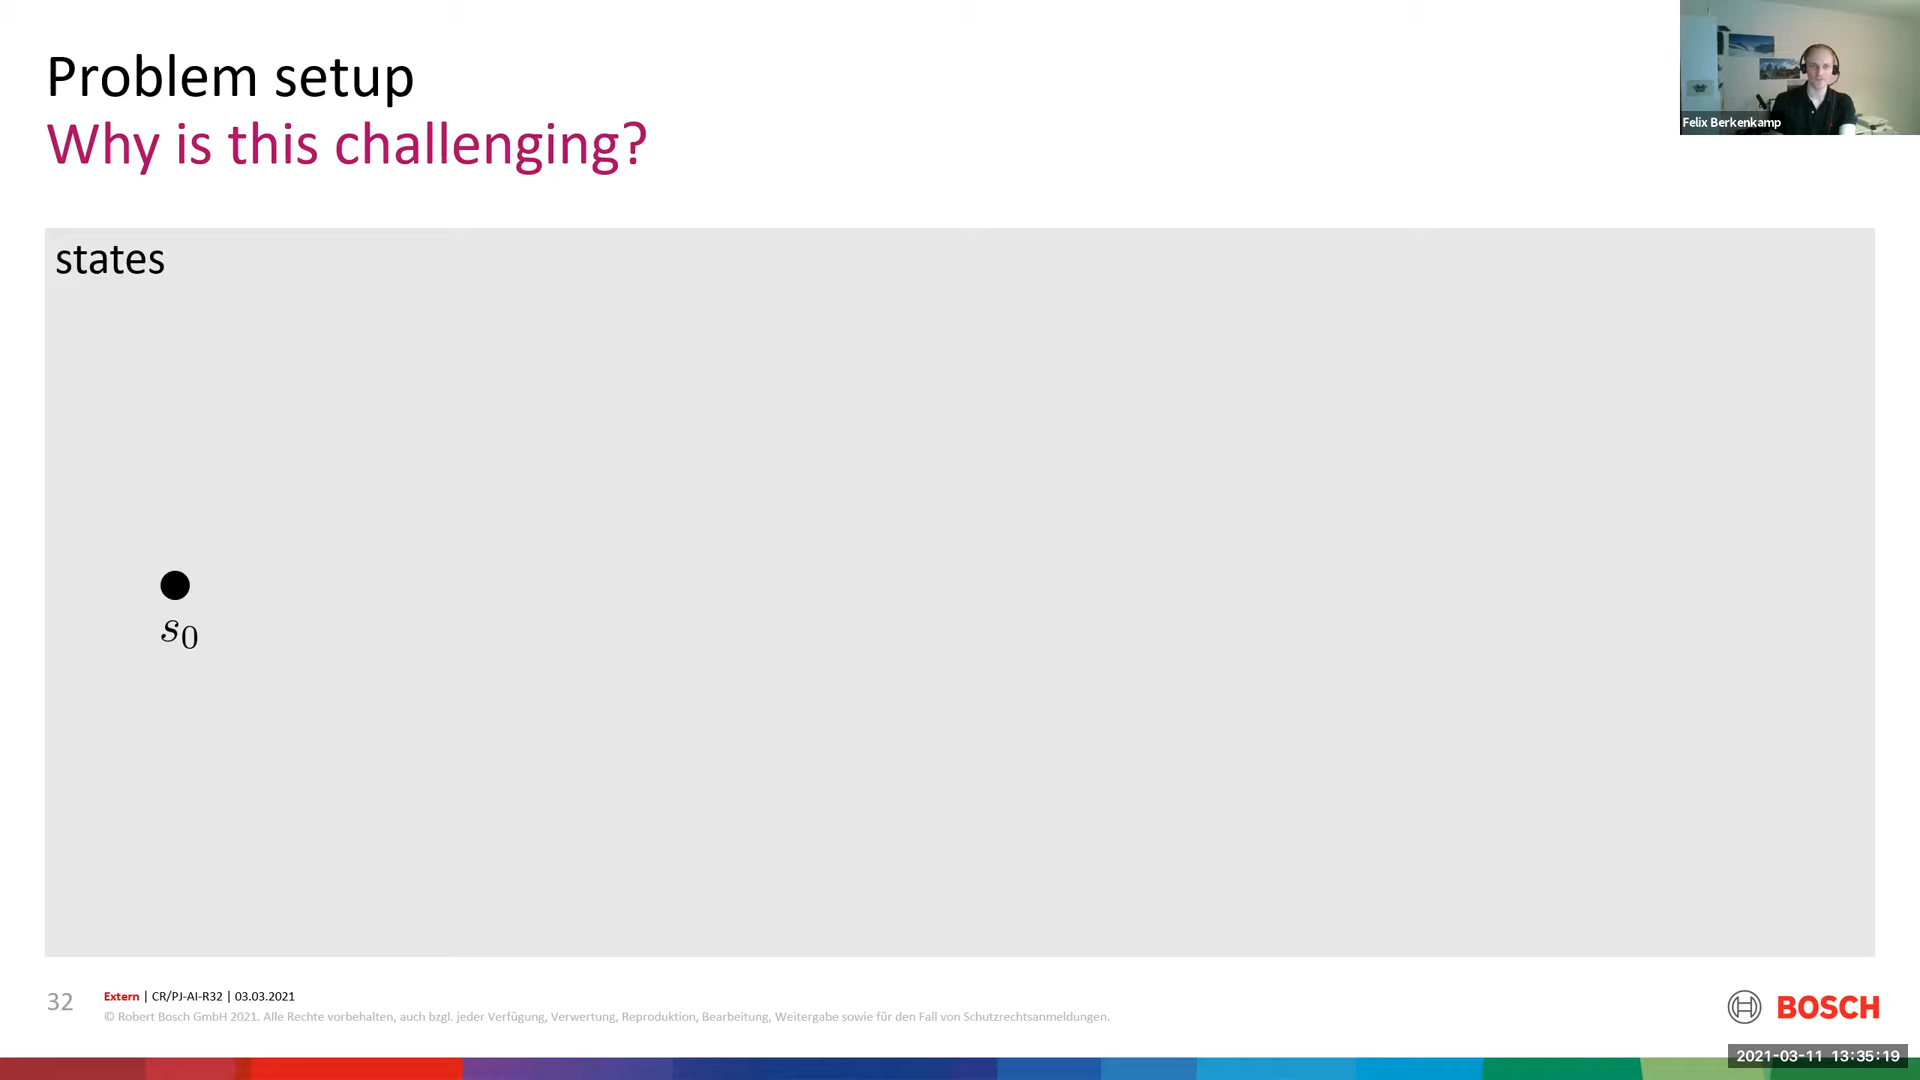 Problem setup
Why is this challenging?
Felix Berkenkamp
states
s₀
32
Extern | CR/PJ-AI-R32 | 03.03.2021
© Robert Bosch GmbH 2021. Alle Rechte vorbehalten, auch bzgl. jeder Verfügung, Verwertung, Reproduktion, Bearbeitung, Weitergabe sowie für den Fall von Schutzrechtsanmeldungen.
BOSCH
2021-03-11 13:35:19